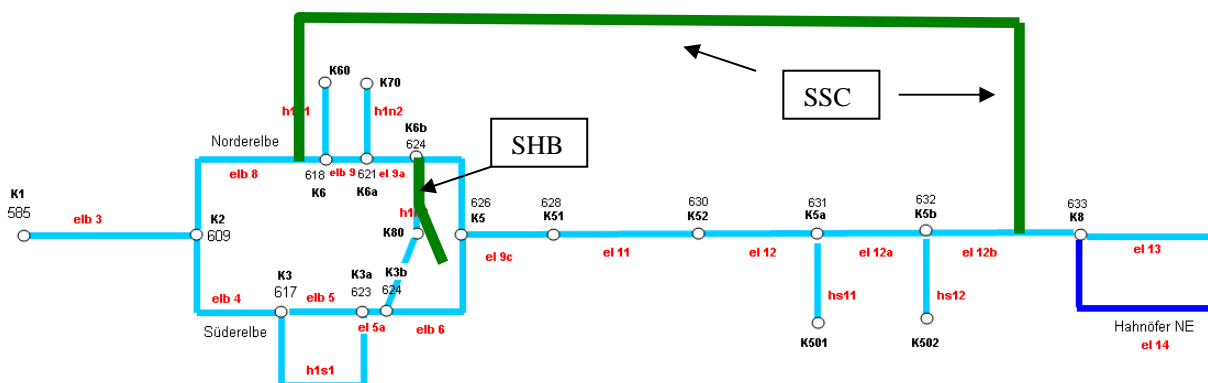 K60
K70
SSC
h1n2
K6b
624
SHB
Norderelbe
elb 8
618
K6
elb 9
621
K6a
el 9a
K1
585
elb 3
K2
609
K80
626
K5
628
K51
630
K52
631
K5a
632
K5b
633
K8
el 9c
el 11
el 12
el 12a
el 12b
el 13
K3
617
K3a
623
K3b
624
elb 4
elb 5
el 5a
elb 6
Süderelbe
h1s1
hs11
hs12
K501
K502
Hahnöfer NE
el 14